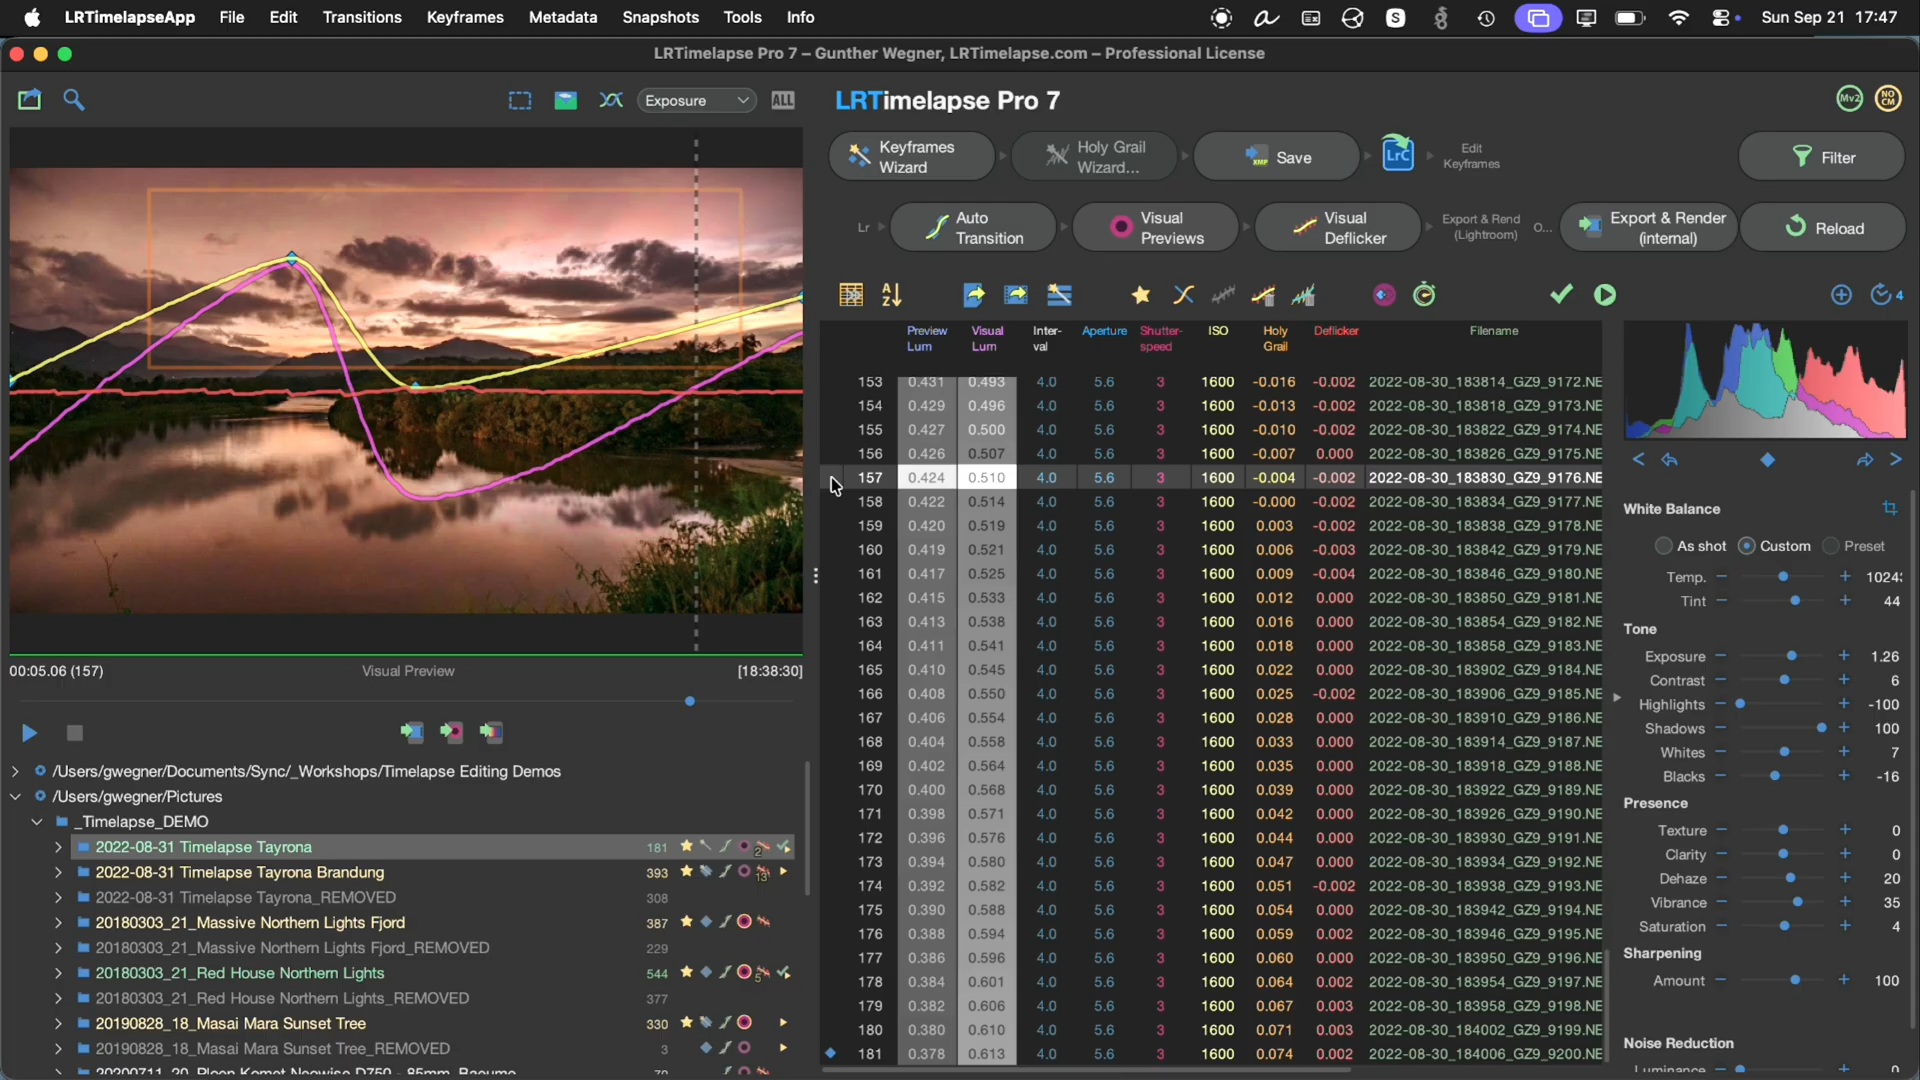 LRTimelapseApp File Edit Transitions Keyframes Metadata Snapshots Tools Info Sun Sep 21 17:47
LRTimelapse Pro 7 – Gunther Wegner, LRTimelapse.com – Professional License
Exposure ALL
LRTimelapse Pro 7
Mv2 NO CM
Keyframes Wizard
Holy Grail Wizard...
XMP Save
LrC
Edit Keyframes
Filter
Lr
Auto Transition
Visual Previews
Visual Deflicker
Export & Rend (Lightroom)
O...
Export & Render (internal)
Reload
A Z 4
Preview Lum Visual Lum Inter-val Aperture Shutter-speed ISO Holy Grail Deflicker Filename
153 0.431 0.493 4.0 5.6 3 1600 -0.016 -0.002 2022-08-30_183814_GZ9_9172.NE
154 0.429 0.496 4.0 5.6 3 1600 -0.013 -0.002 2022-08-30_183818_GZ9_9173.NE
155 0.427 0.500 4.0 5.6 3 1600 -0.010 -0.002 2022-08-30_183822_GZ9_9174.NE
156 0.426 0.507 4.0 5.6 3 1600 -0.007 0.000 2022-08-30_183826_GZ9_9175.NE
157 0.424 0.510 4.0 5.6 3 1600 -0.004 -0.002 2022-08-30_183830_GZ9_9176.NE
158 0.422 0.514 4.0 5.6 3 1600 -0.000 -0.002 2022-08-30_183834_GZ9_9177.NE
159 0.420 0.519 4.0 5.6 3 1600 0.003 -0.002 2022-08-30_183838_GZ9_9178.NE
160 0.419 0.521 4.0 5.6 3 1600 0.006 -0.003 2022-08-30_183842_GZ9_9179.NE
161 0.417 0.525 4.0 5.6 3 1600 0.009 -0.004 2022-08-30_183846_GZ9_9180.NE
162 0.415 0.533 4.0 5.6 3 1600 0.012 0.000 2022-08-30_183850_GZ9_9181.NE
163 0.413 0.538 4.0 5.6 3 1600 0.016 0.000 2022-08-30_183854_GZ9_9182.NE
164 0.411 0.541 4.0 5.6 3 1600 0.018 0.000 2022-08-30_183858_GZ9_9183.NE
165 0.410 0.545 4.0 5.6 3 1600 0.022 0.000 2022-08-30_183902_GZ9_9184.NE
166 0.408 0.550 4.0 5.6 3 1600 0.025 -0.002 2022-08-30_183906_GZ9_9185.NE
167 0.406 0.554 4.0 5.6 3 1600 0.028 0.000 2022-08-30_183910_GZ9_9186.NE
168 0.404 0.558 4.0 5.6 3 1600 0.033 0.000 2022-08-30_183914_GZ9_9187.NE
169 0.402 0.564 4.0 5.6 3 1600 0.035 0.000 2022-08-30_183918_GZ9_9188.NE
170 0.400 0.568 4.0 5.6 3 1600 0.039 0.000 2022-08-30_183922_GZ9_9189.NE
171 0.398 0.571 4.0 5.6 3 1600 0.042 0.000 2022-08-30_183926_GZ9_9190.NE
172 0.396 0.576 4.0 5.6 3 1600 0.044 0.000 2022-08-30_183930_GZ9_9191.NE
173 0.394 0.580 4.0 5.6 3 1600 0.047 0.000 2022-08-30_183934_GZ9_9192.NE
174 0.392 0.582 4.0 5.6 3 1600 0.051 -0.002 2022-08-30_183938_GZ9_9193.NE
175 0.390 0.588 4.0 5.6 3 1600 0.054 0.000 2022-08-30_183942_GZ9_9194.NE
176 0.388 0.594 4.0 5.6 3 1600 0.059 0.002 2022-08-30_183946_GZ9_9195.NE
177 0.386 0.596 4.0 5.6 3 1600 0.060 0.000 2022-08-30_183950_GZ9_9196.NE
178 0.384 0.601 4.0 5.6 3 1600 0.064 0.002 2022-08-30_183954_GZ9_9197.NE
179 0.382 0.606 4.0 5.6 3 1600 0.067 0.003 2022-08-30_183958_GZ9_9198.NE
180 0.380 0.610 4.0 5.6 3 1600 0.071 0.003 2022-08-30_184002_GZ9_9199.NE
181 0.378 0.613 4.0 5.6 3 1600 0.074 0.002 2022-08-30_184006_GZ9_9200.NE
00:05.06 (157) Visual Preview [18:38:30]
/Users/gwegner/Documents/Sync/_Workshops/Timelapse Editing Demos
/Users/gwegner/Pictures
_Timelapse_DEMO
2022-08-31 Timelapse Tayrona 181 2
2022-08-31 Timelapse Tayrona Brandung 393 13
2022-08-31 Timelapse Tayrona_REMOVED 308
20180303_21_Massive Northern Lights Fjord 387
20180303_21_Massive Northern Lights Fjord_REMOVED 229
20180303_21_Red House Northern Lights 544 5
20180303_21_Red House Northern Lights_REMOVED 377
20190828_18_Masai Mara Sunset Tree 330
20190828_18_Masai Mara Sunset Tree_REMOVED 3
White Balance
As shot Custom Preset
Temp. 1024
Tint 44
Tone
Exposure 1.26
Contrast 6
Highlights -100
Shadows 100
Whites 7
Blacks -16
Presence
Texture 0
Clarity 0
Dehaze 20
Vibrance 35
Saturation 4
Sharpening
Amount 100
Noise Reduction
Luminance 0